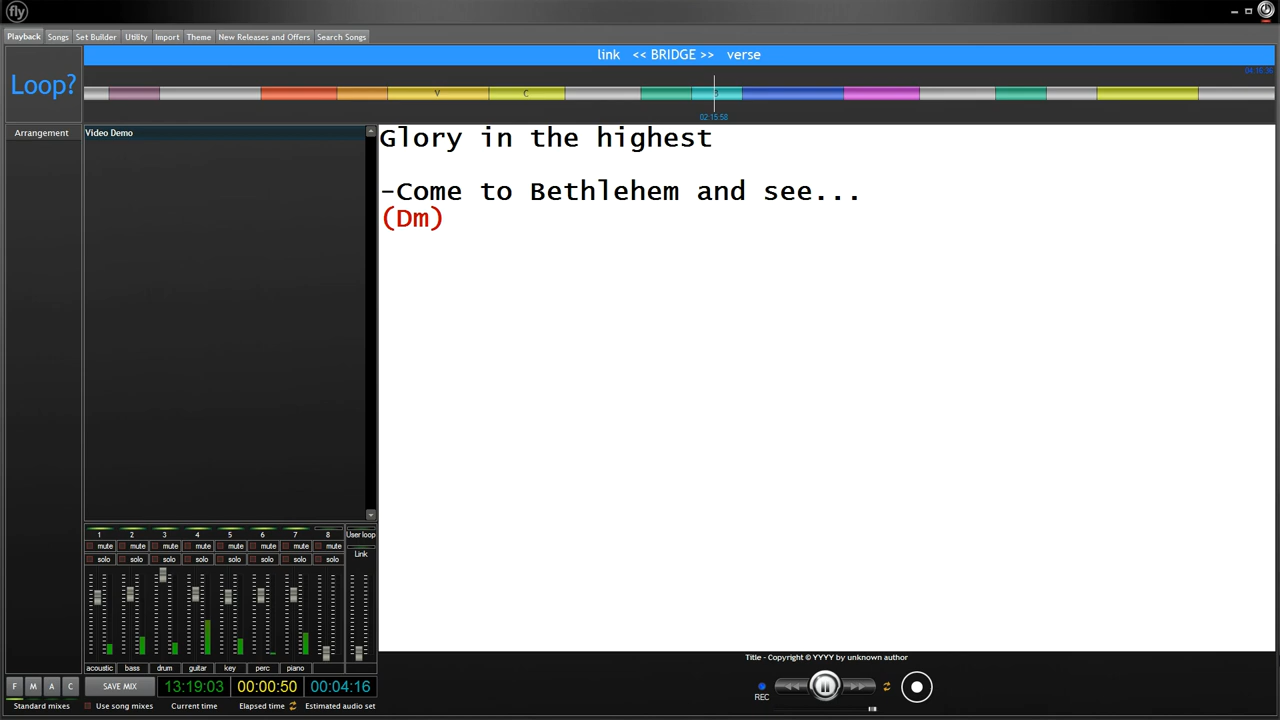 fly
Playback Songs Set Builder Utility Import Theme New Releases and Offers Search Songs
Loop?
link << BRIDGE >> verse
V C
02:15:58
Arrangement
Video Demo
Glory in the highest
-Come to Bethlehem and see...
(Dm)
1 2 3 4 5 6 7 8 User loop
mute mute mute mute mute mute mute mute
Link
solo solo solo solo solo solo solo solo
acoustic bass drum guitar key perc piano
Title - Copyright © YYYY by unknown author
F M A C SAVE MIX 13:19:03 00:00:50 00:04:16
REC
Standard mixes Use song mixes Current time Elapsed time Estimated audio set